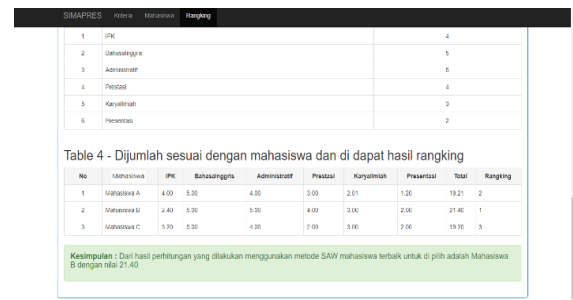 SIMAPRES Kriteria Mahasiswa Rangking
1 IPK 4
2 Bahasainggris 5
3 Administratif 5
4 Prestasi 4
5 Karyailmiah 3
6 Presentasi 2
Table 4 - Dijumlah sesuai dengan mahasiswa dan di dapat hasil rangking
No Mahasiswa IPK Bahasainggris Administratif Prestasi Karyailmiah Presentasi Total Rangking
1 Mahasiswa A 4.00 5.00 4.00 3.00 2.01 1.20 19.21 2
2 Mahasiswa B 2.40 5.00 5.00 4.00 3.00 2.00 21.40 1
3 Mahasiswa C 3.20 5.00 4.00 2.00 3.00 2.00 19.20 3
Kesimpulan : Dari hasil perhitungan yang dilakukan menggunakan metode SAW mahasiswa terbaik untuk di pilih adalah Mahasiswa
B dengan nilai 21.40